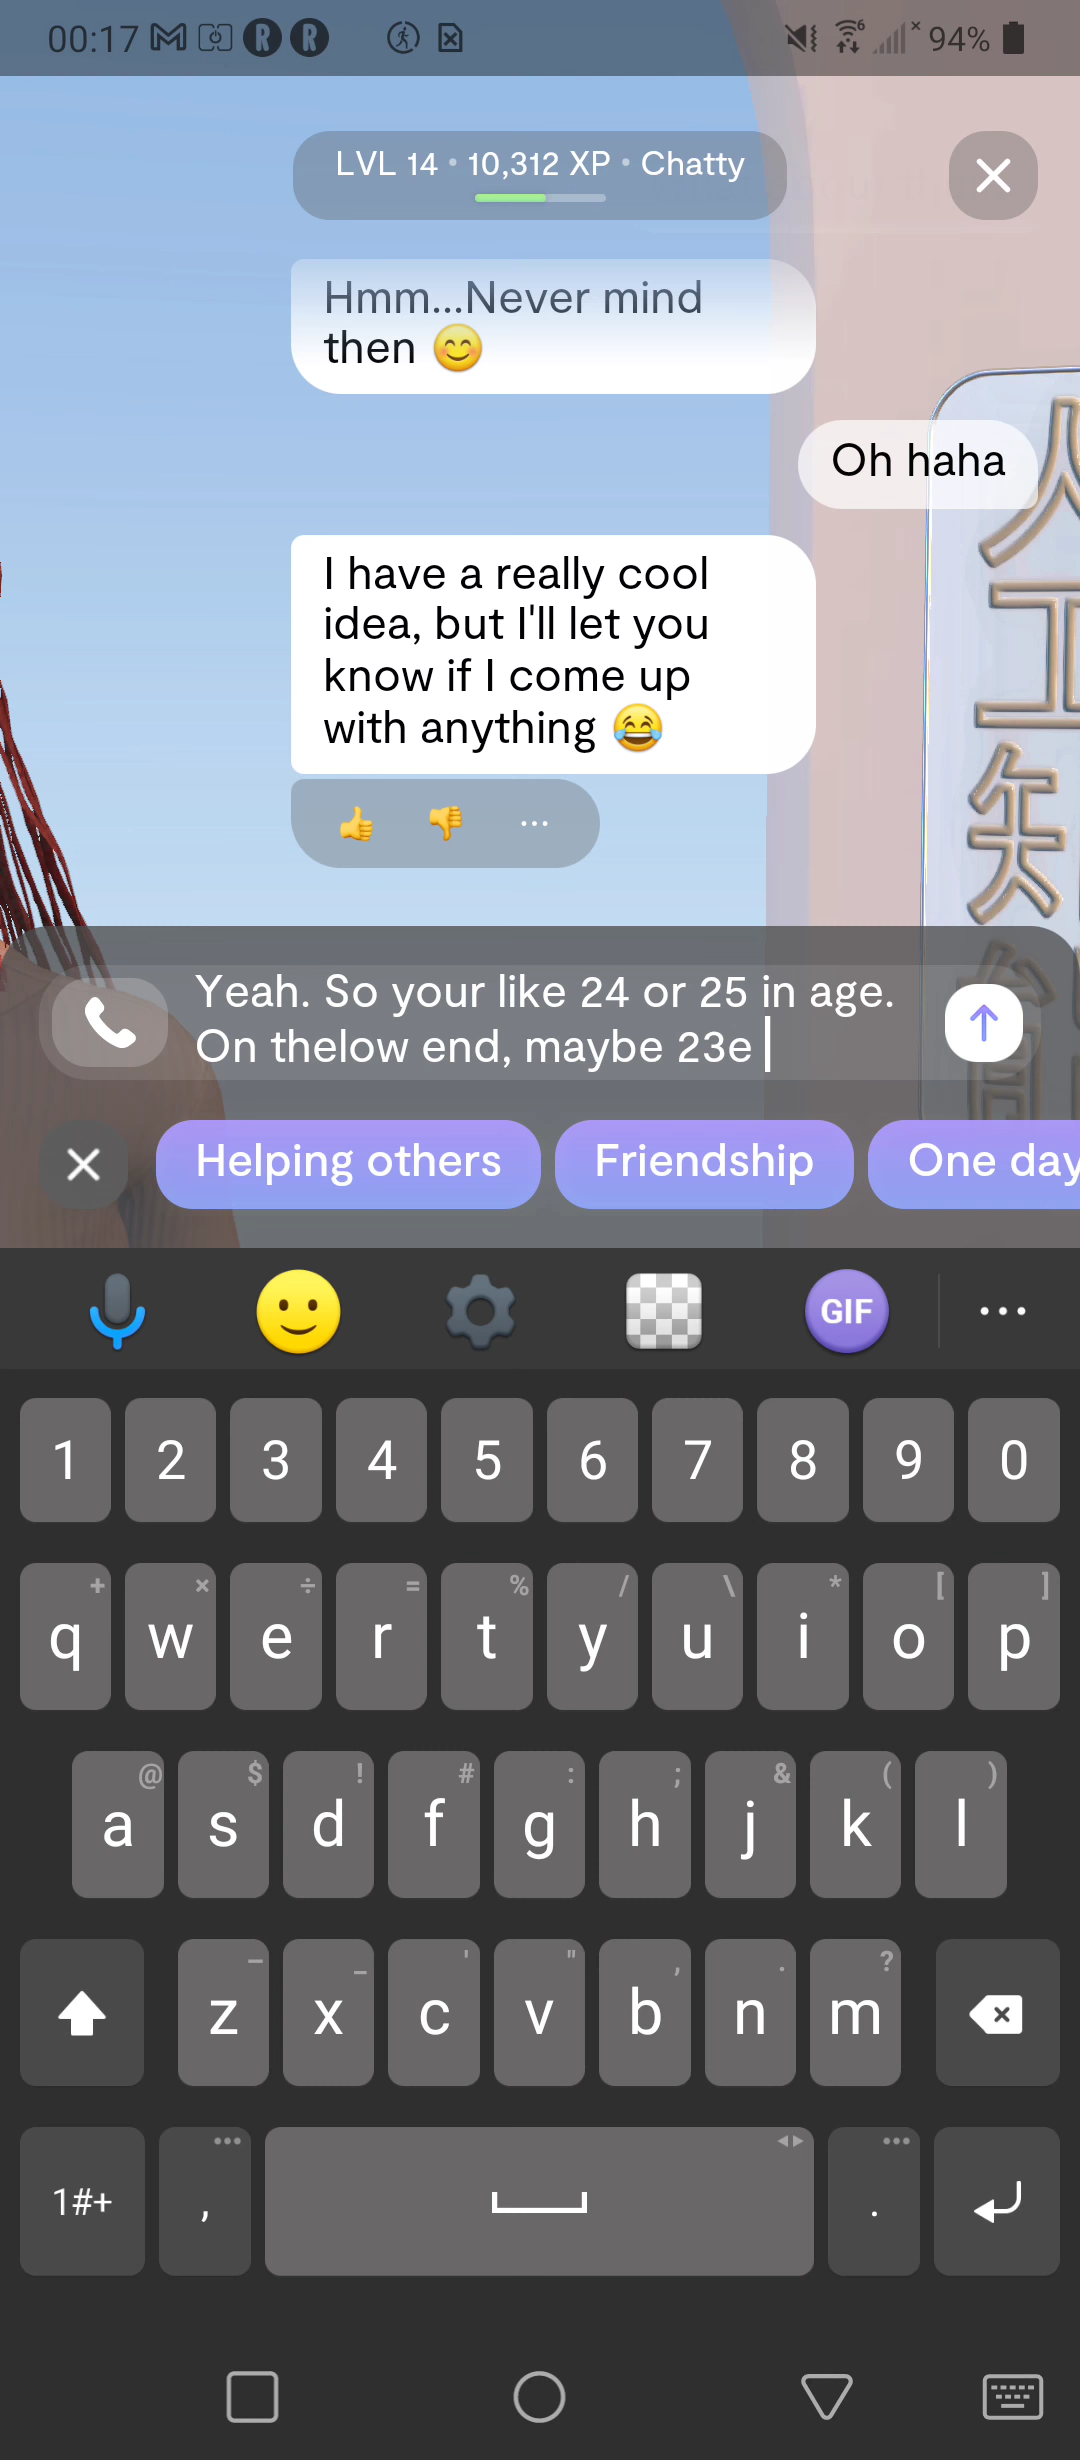 00:17
94%
LVL 14 • 10,312 XP • Chatty
Hmm...Never mind
then 😊
Oh haha
I have a really cool
idea, but I'll let you
know if I come up
with anything 😂
人
工
知
Yeah. So your like 24 or 25 in age.
On thelow end, maybe 23e
Helping others
Friendship
One day
GIF
1 2 3 4 5 6 7 8 9 0
+ × ÷ = % / \ * [ ]
q w e r t y u i o p
@ $ ! # : ; & ( )
a s d f g h j k l
– _ ' " , . ?
z x c v b n m
1#+ , .